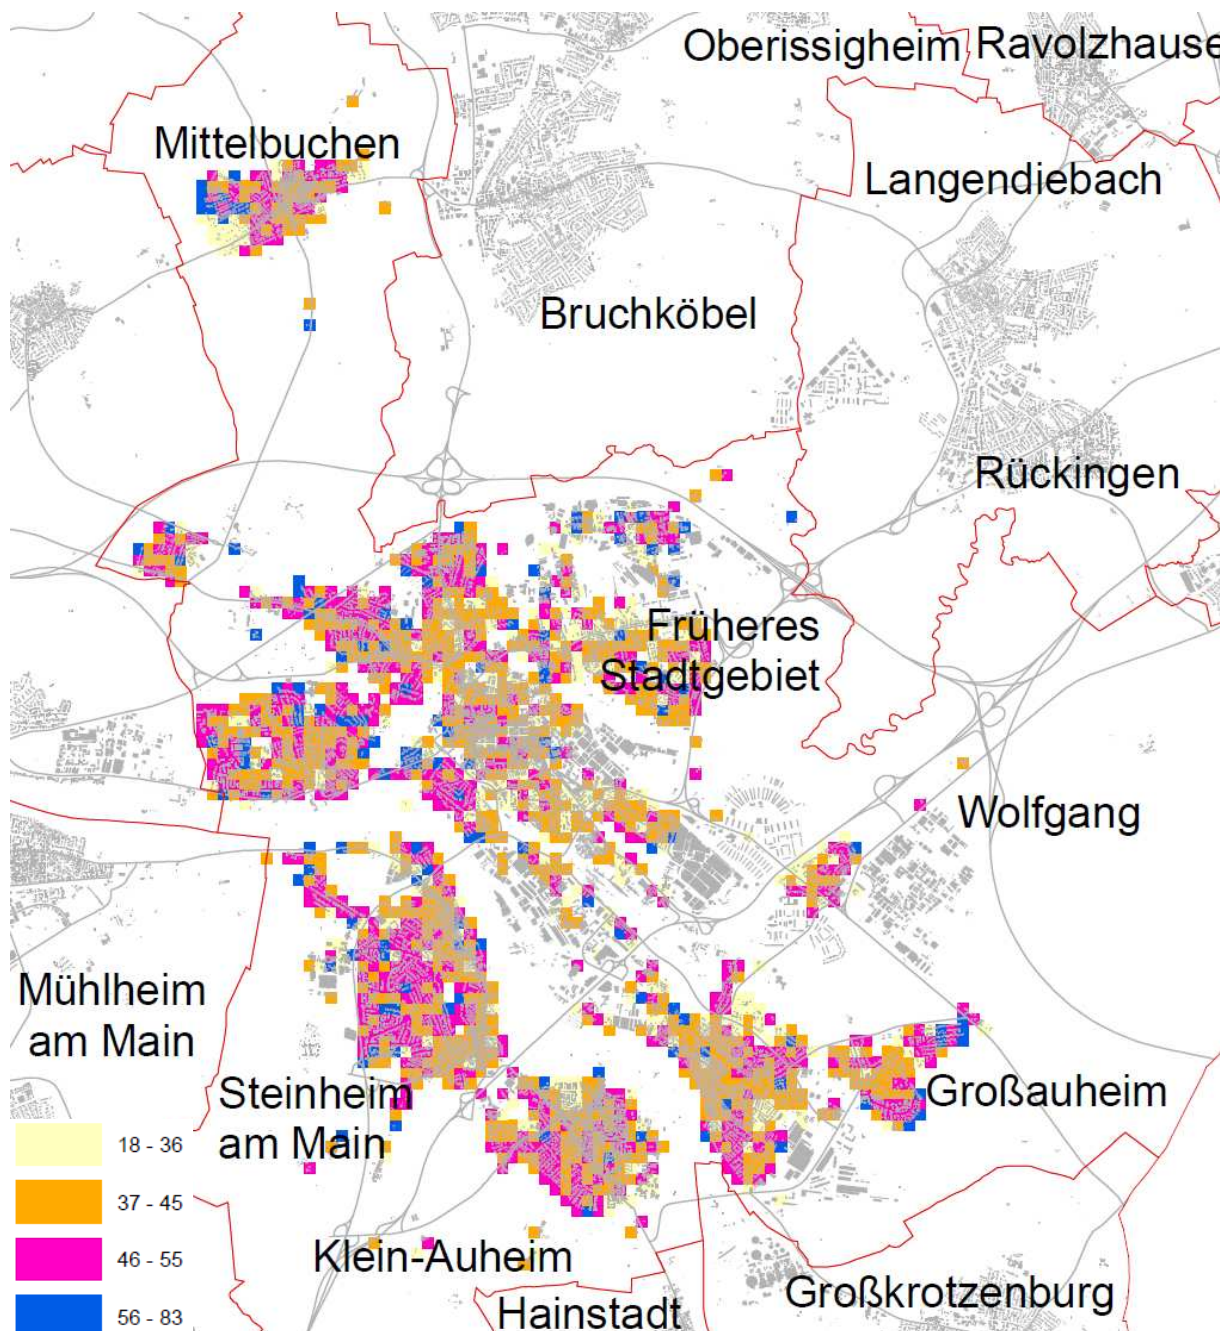 Oberissigheim
Ravolzhause
Mittelbuchen
Langendiebach
Bruchköbel
Rückingen
Früheres
Stadtgebiet
Wolfgang
Mühlheim
am Main
Steinheim
am Main
Großauheim
18 - 36
37 - 45
46 - 55
56 - 83
Klein-Auheim
Hainstadt
Großkrotzenburg